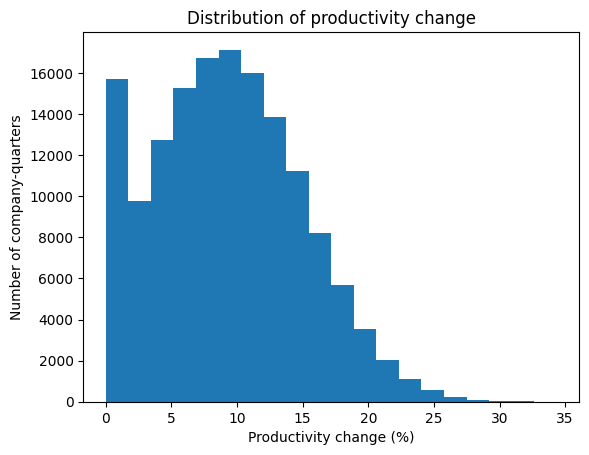 Distribution of productivity change
Number of company-quarters
16000
14000
12000
10000
8000
6000
4000
2000
0
0 5 10 15 20 25 30 35
Productivity change (%)